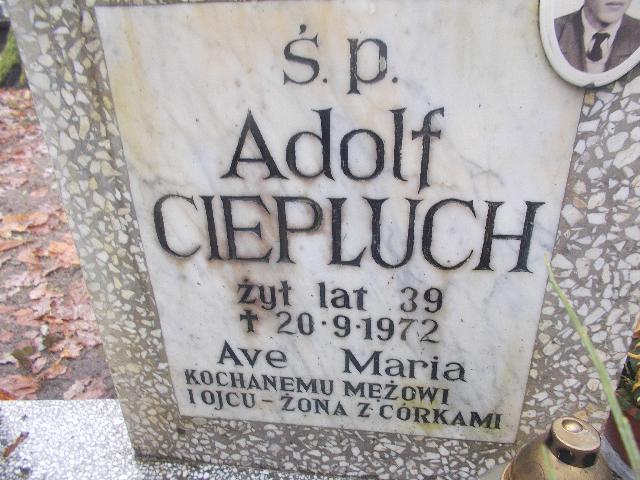 ś.p.
Adolf
CIEPLUCH
żył lat 39
† 20·9·1972
Ave Maria
KOCHANEMU MĘŻOWI
I OJCU – ŻONA Z CÓRKAMI